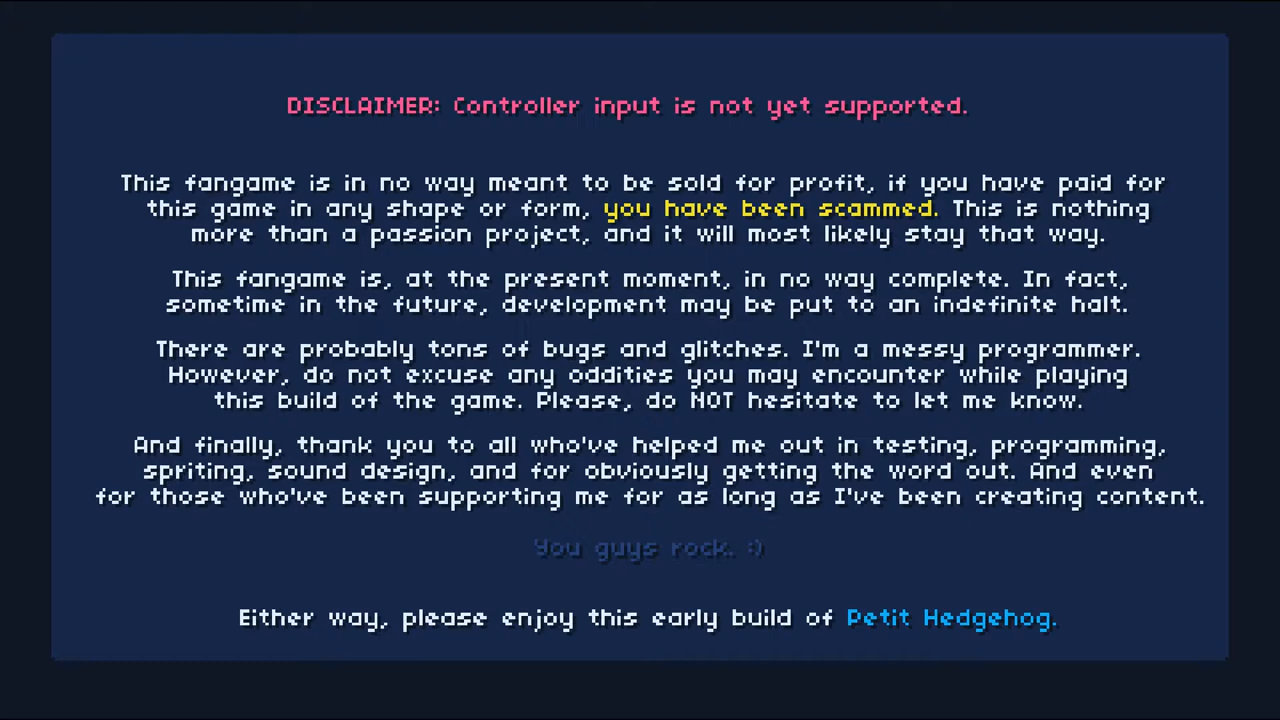 DISCLAIMER: Controller input is not yet supported.
This fangame is in no way meant to be sold for profit, if you have paid for
this game in any shape or form, you have been scammed. This is nothing
more than a passion project, and it will most likely stay that way.
This fangame is, at the present moment, in no way complete. In fact,
sometime in the future, development may be put to an indefinite halt.
There are probably tons of bugs and glitches. I'm a messy programmer.
However, do not excuse any oddities you may encounter while playing
this build of the game. Please, do NOT hesitate to let me know.
And finally, thank you to all who've helped me out in testing, programming,
spriting, sound design, and for obviously getting the word out. And even
for those who've been supporting me for as long as I've been creating content.
You guys rock. :)
Either way, please enjoy this early build of Petit Hedgehog.